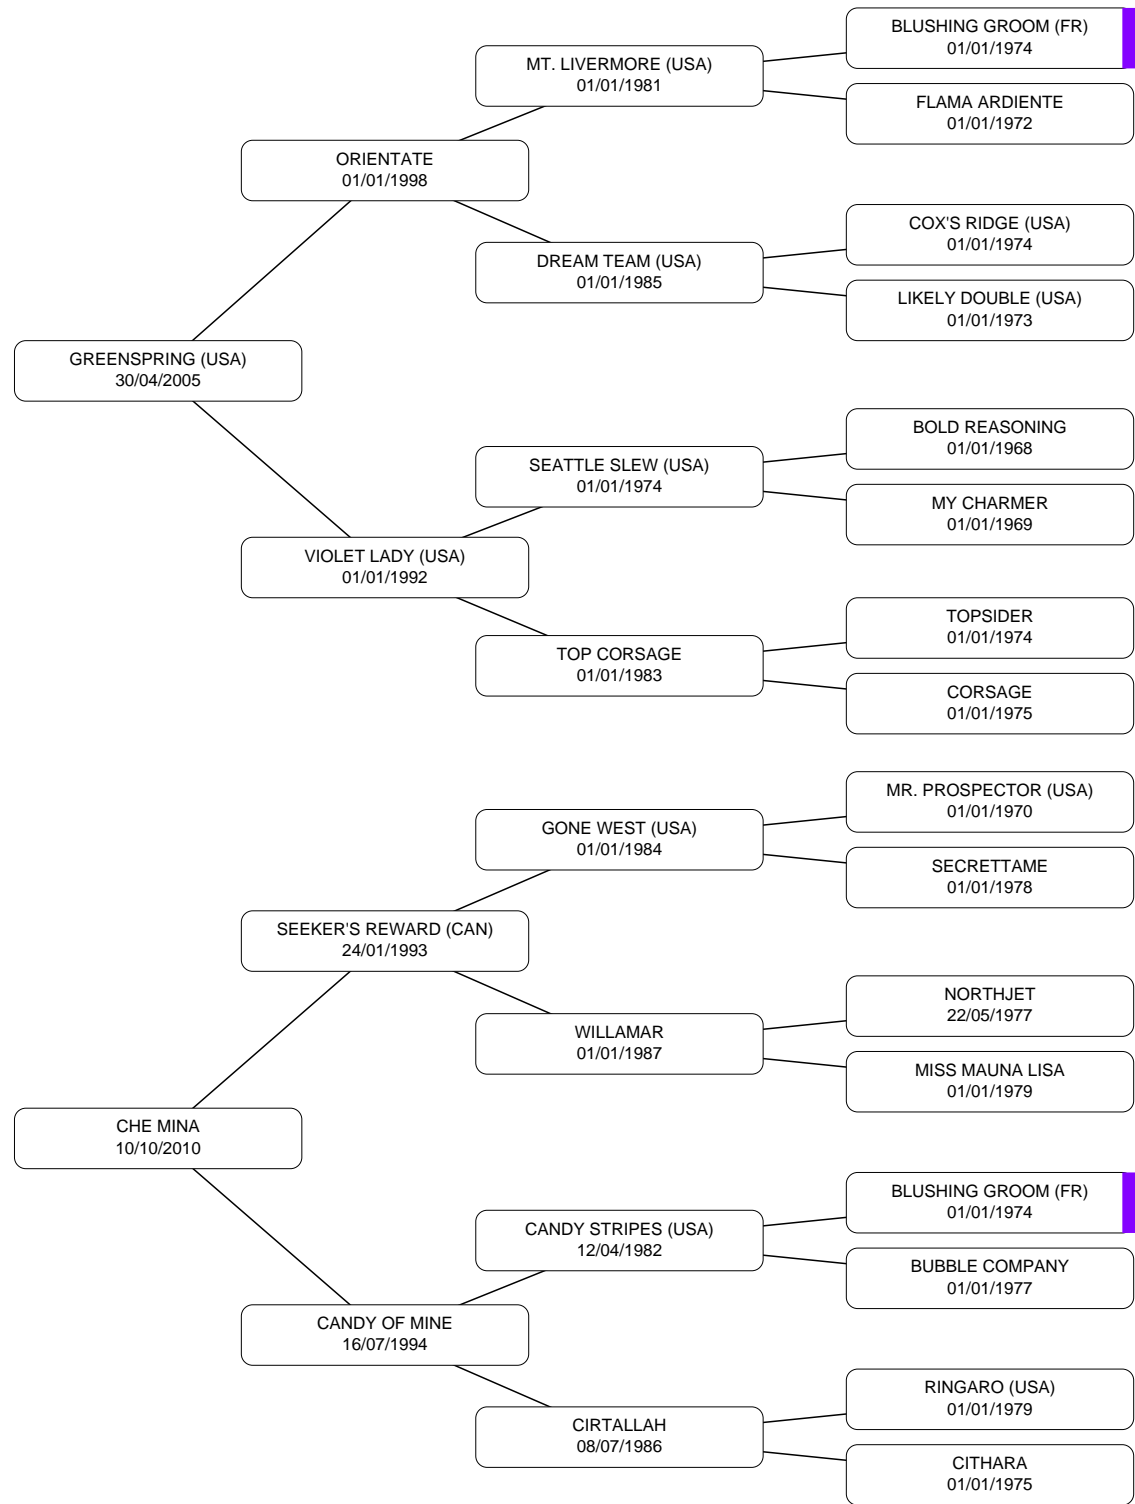 BLUSHING GROOM (FR)
01/01/1974
MT. LIVERMORE (USA)
01/01/1981
FLAMA ARDIENTE
01/01/1972
ORIENTATE
01/01/1998
COX'S RIDGE (USA)
01/01/1974
DREAM TEAM (USA)
01/01/1985
LIKELY DOUBLE (USA)
01/01/1973
GREENSPRING (USA)
30/04/2005
BOLD REASONING
01/01/1968
SEATTLE SLEW (USA)
01/01/1974
MY CHARMER
01/01/1969
VIOLET LADY (USA)
01/01/1992
TOPSIDER
01/01/1974
TOP CORSAGE
01/01/1983
CORSAGE
01/01/1975
MR. PROSPECTOR (USA)
01/01/1970
GONE WEST (USA)
01/01/1984
SECRETTAME
01/01/1978
SEEKER'S REWARD (CAN)
24/01/1993
NORTHJET
22/05/1977
WILLAMAR
01/01/1987
MISS MAUNA LISA
01/01/1979
CHE MINA
10/10/2010
BLUSHING GROOM (FR)
01/01/1974
CANDY STRIPES (USA)
12/04/1982
BUBBLE COMPANY
01/01/1977
CANDY OF MINE
16/07/1994
RINGARO (USA)
01/01/1979
CIRTALLAH
08/07/1986
CITHARA
01/01/1975